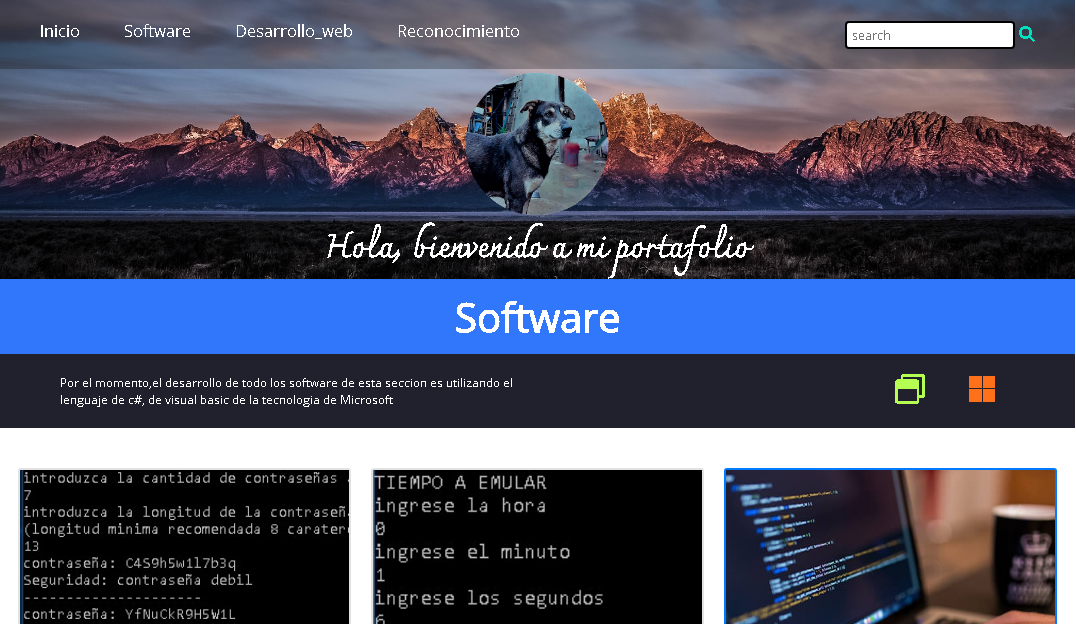 Inicio Software Desarrollo_web Reconocimiento search
Hola, bienvenido a mi portafolio
Software
Por el momento,el desarrollo de todo los software de esta seccion es utilizando el
lenguaje de c#, de visual basic de la tecnologia de Microsoft
introduzca la cantidad de contraseñas
7
introduzca la longitud de la contraseñ
(longitud minima recomendada 8 caratere
13
contraseña: C4S9h5w1l7b3q
Seguridad: contraseña debil
---------------------
contraseña: YfNuCkR9H5W1L
TIEMPO A EMULAR
ingrese la hora
0
ingrese el minuto
1
ingrese los segundos
6